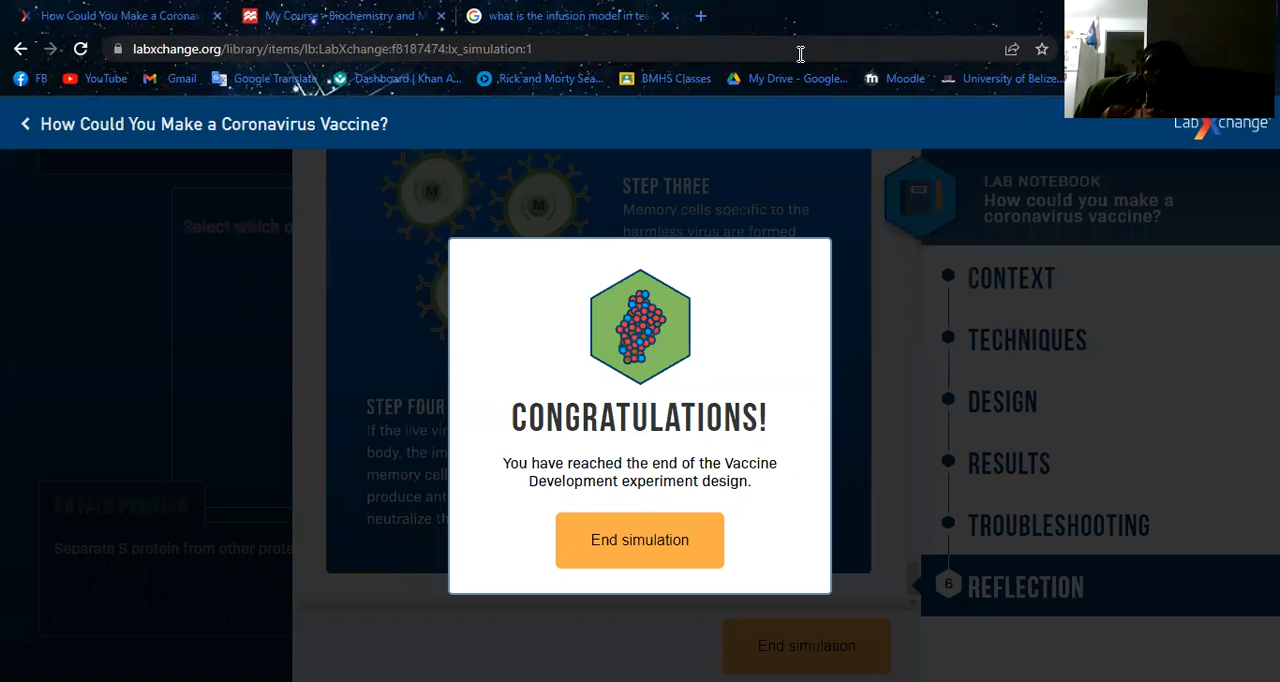 How Could You Make a Coronav
My Course - Biochemistry and M
what is the infusion model in tea
labxchange.org/library/items/lb:LabXchange:f8187474:lx_simulation:1
FB
YouTube
Gmail
Google Translate
Dashboard | Khan A...
Rick and Morty Sea...
BMHS Classes
My Drive - Google...
Moodle
University of Belize...
How Could You Make a Coronavirus Vaccine?
LabXchange
Select which
M
M
STEP THREE
Memory cells specific to the
harmless virus are formed
LAB NOTEBOOK
How could you make a
coronavirus vaccine?
CONTEXT
TECHNIQUES
DESIGN
RESULTS
TROUBLESHOOTING
6
REFLECTION
CONGRATULATIONS!
You have reached the end of the Vaccine
Development experiment design.
End simulation
STEP FOUR
If the live vir
body, the im
memory cel
produce ant
neutralize th
OBTAIN PROTEIN
Separate S protein from other prote
End simulation